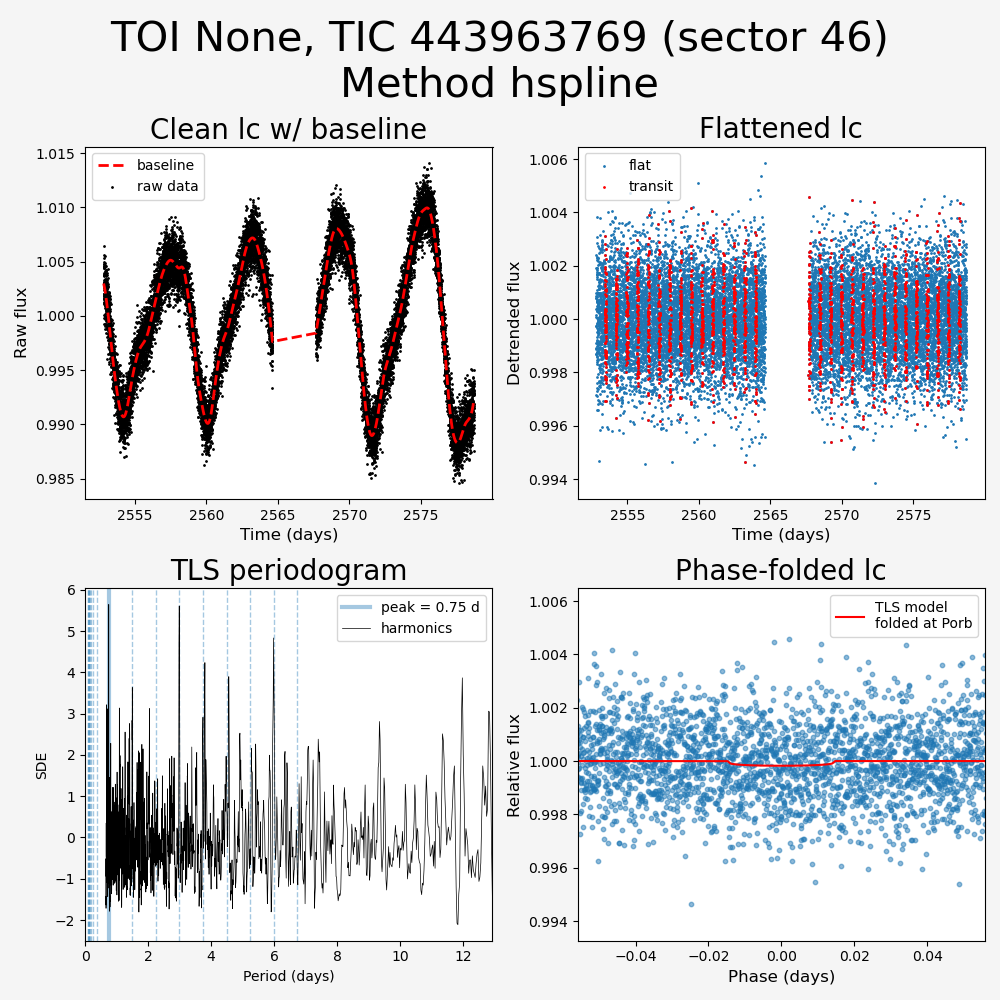 TOI None, TIC 443963769 (sector 46)
Method hspline
Clean lc w/ baseline
baseline
raw data
1.015
1.010
1.005
1.000
0.995
0.990
0.985
Raw flux
2555
2560
2565
2570
2575
Time (days)
Flattened lc
flat
transit
1.006
1.004
1.002
1.000
0.998
0.996
0.994
Detrended flux
2555
2560
2565
2570
2575
Time (days)
TLS periodogram
peak = 0.75 d
harmonics
6
5
4
3
2
1
0
−1
−2
SDE
0
2
4
6
8
10
12
Period (days)
Phase-folded lc
TLS model
folded at Porb
1.006
1.004
1.002
1.000
0.998
0.996
0.994
Relative flux
−0.04
−0.02
0.00
0.02
0.04
Phase (days)